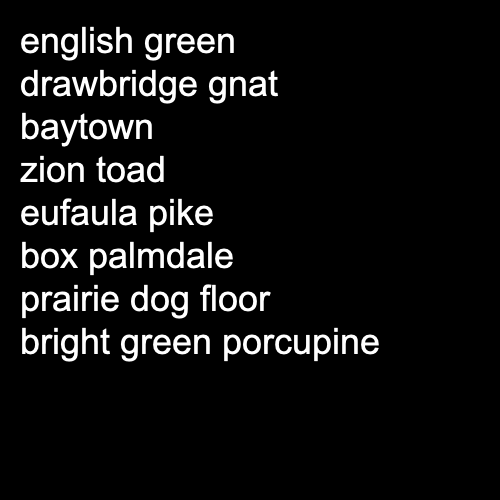 english green
drawbridge gnat
baytown
zion toad
eufaula pike
box palmdale
prairie dog floor
bright green porcupine